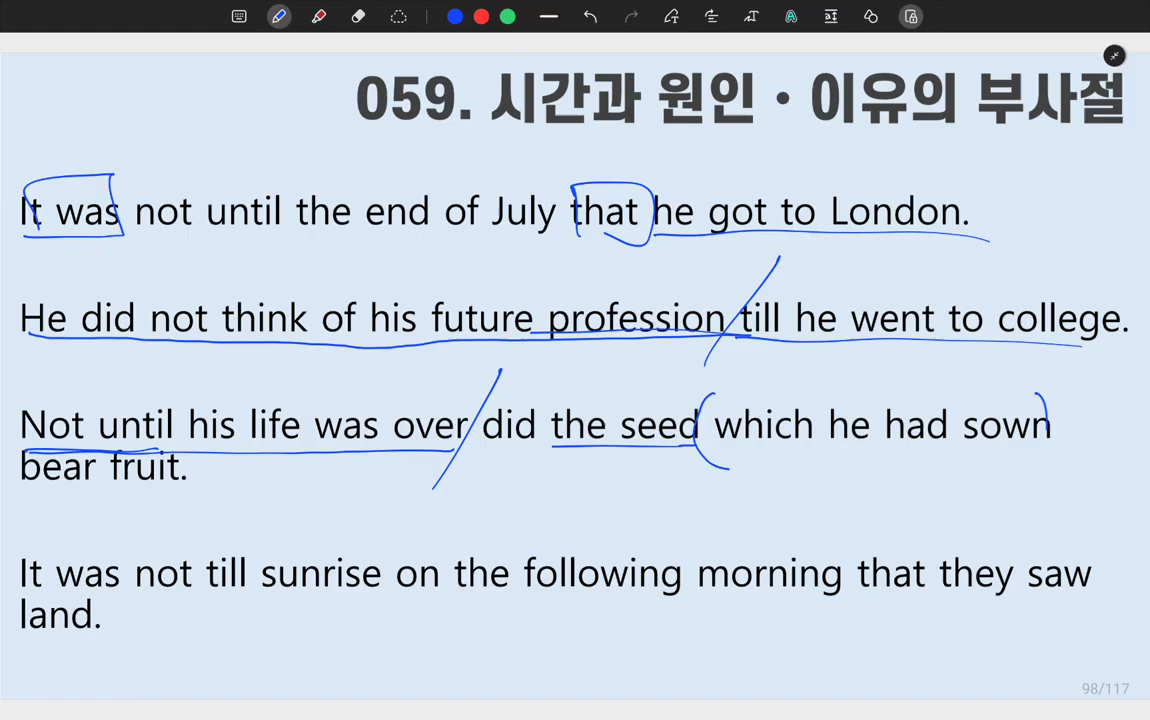 059. 시간과 원인·이유의 부사절
It was not until the end of July that he got to London.
He did not think of his future profession till he went to college.
Not until his life was over did the seed which he had sown
bear fruit.
It was not till sunrise on the following morning that they saw
land.
98/117